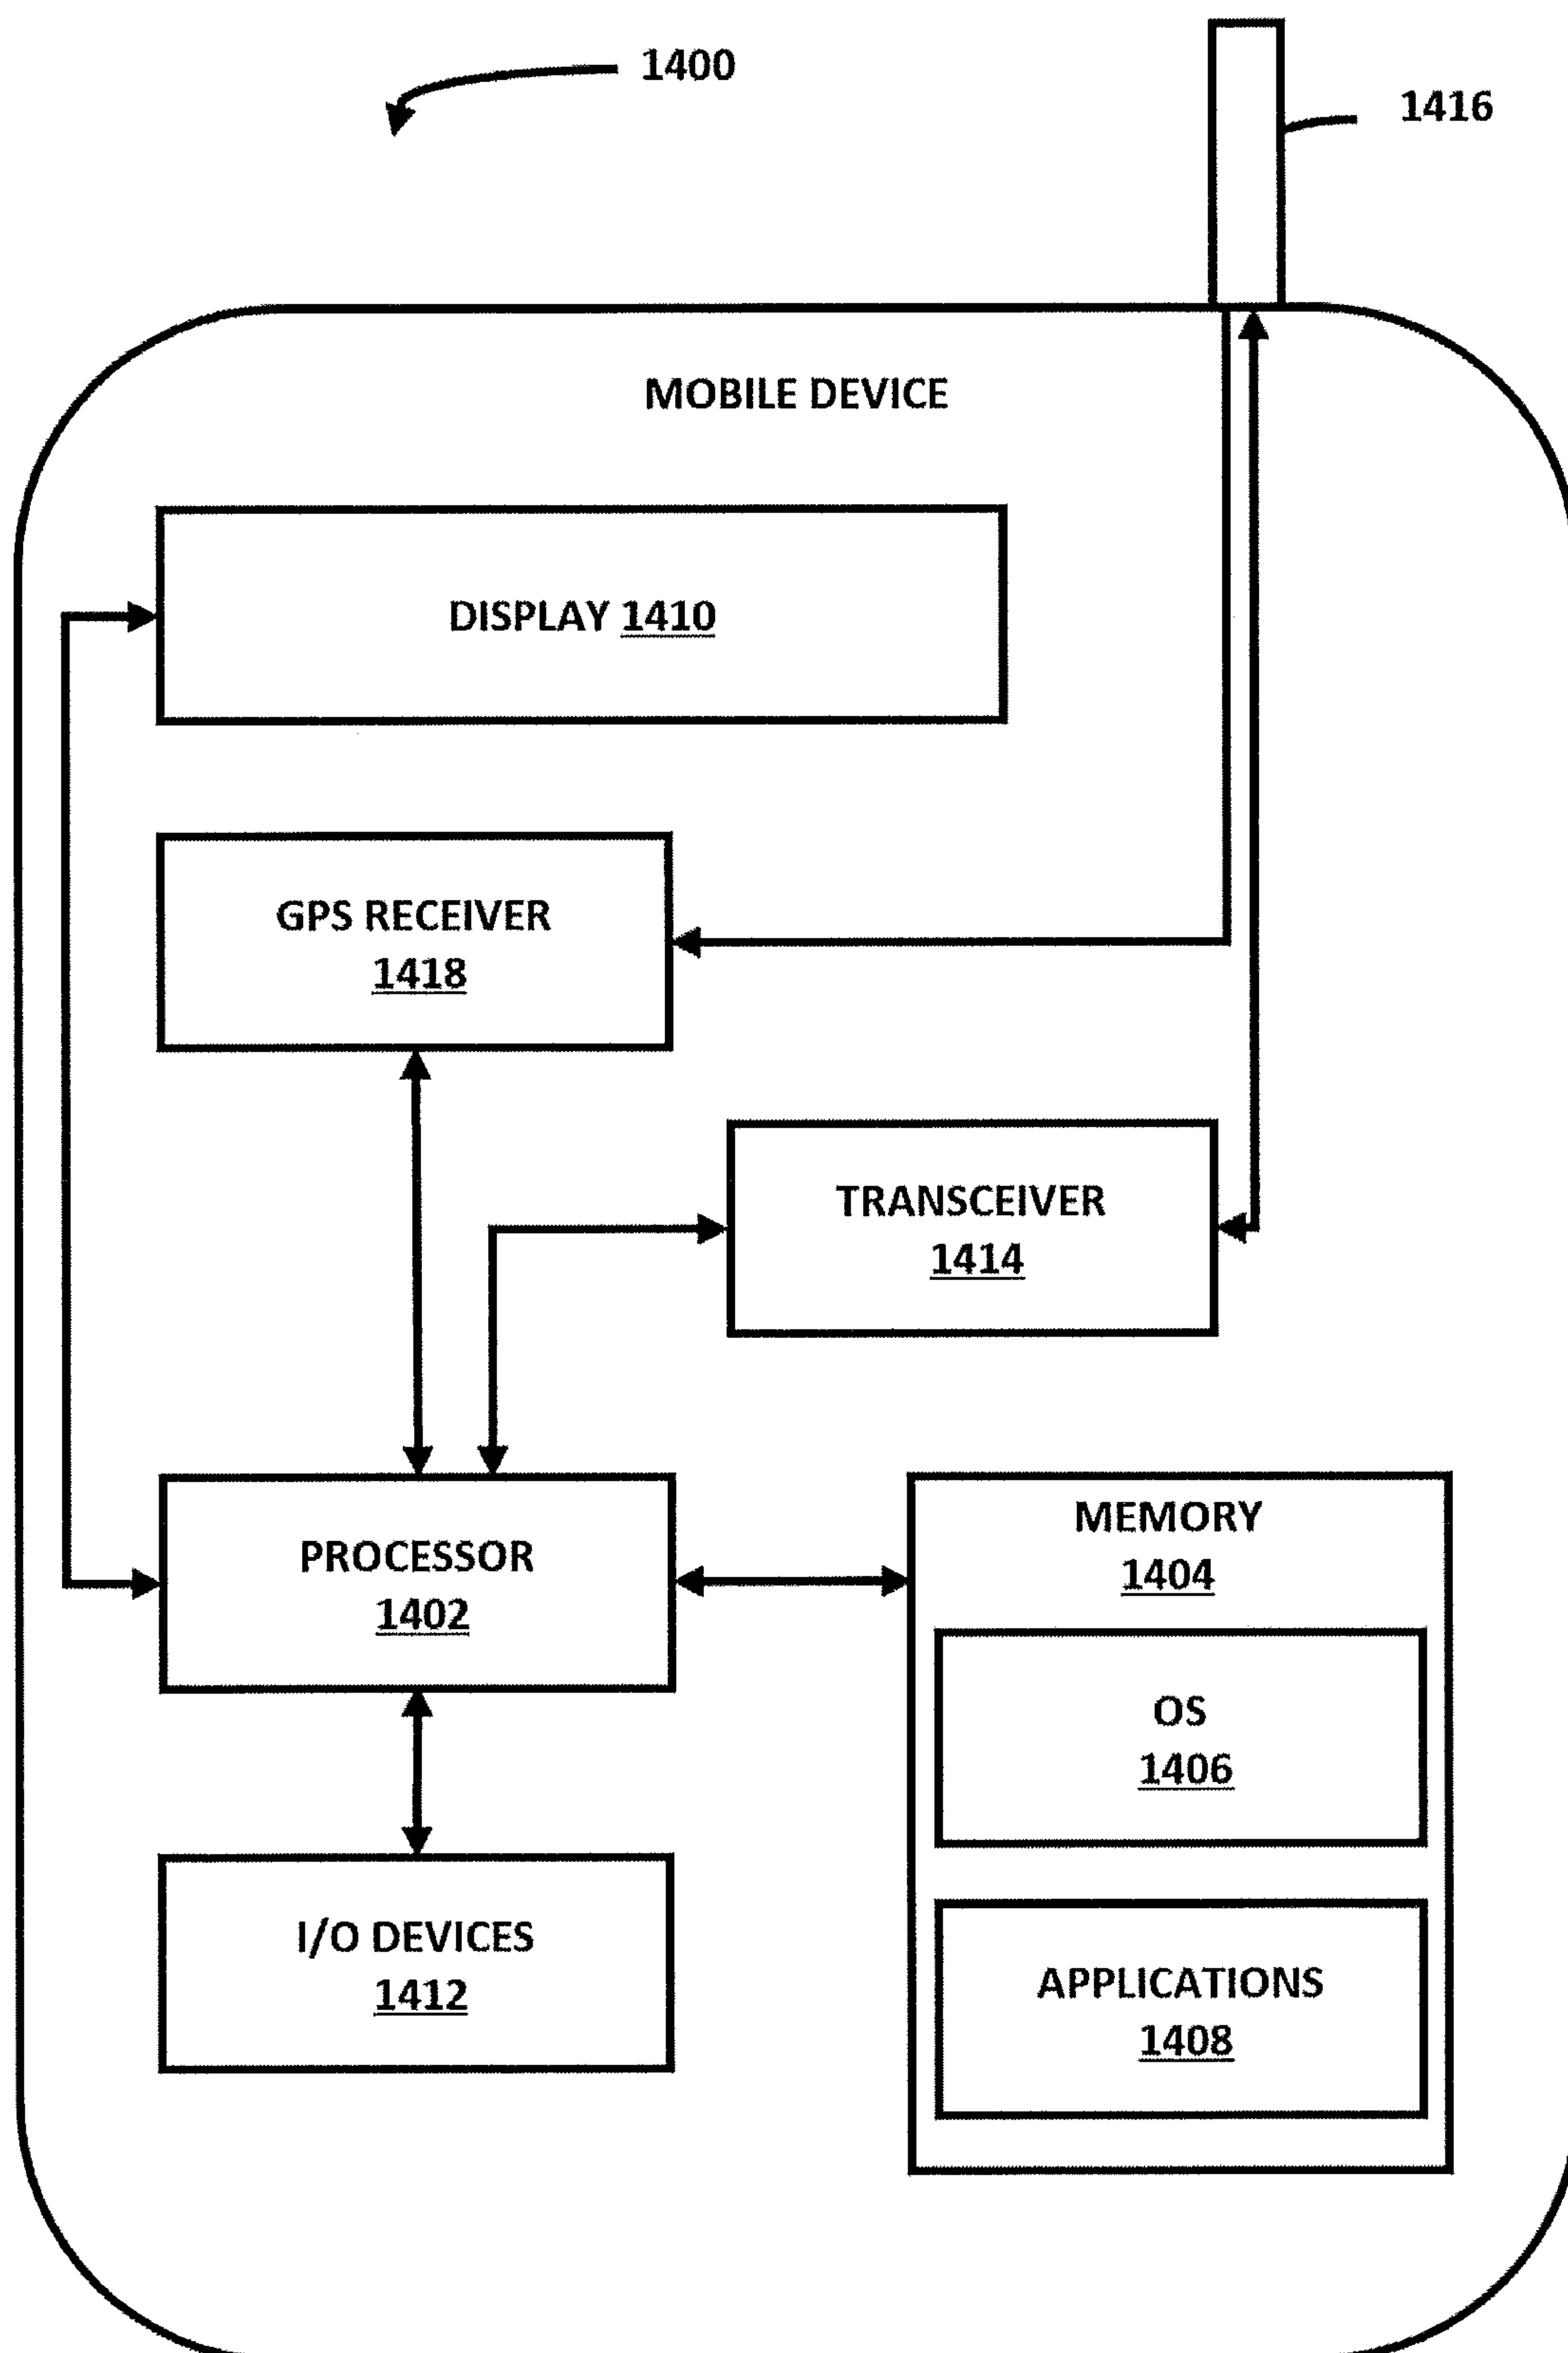 1400
1416
MOBILE DEVICE
DISPLAY 1410
GPS RECEIVER
1418
TRANSCEIVER
1414
PROCESSOR
1402
MEMORY
1404
OS
1406
I/O DEVICES
1412
APPLICATIONS
1408